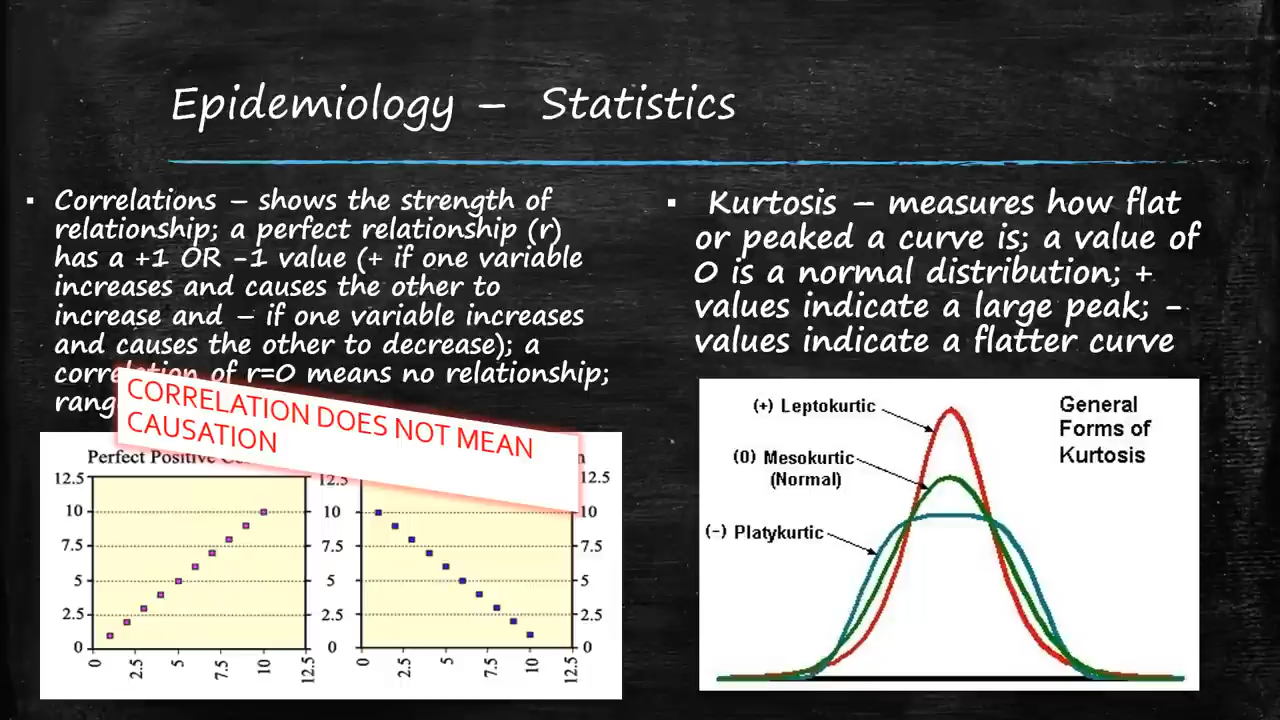 Epidemiology – Statistics
▪ Correlations – shows the strength of
relationship; a perfect relationship (r)
has a +1 OR -1 value (+ if one variable
increases and causes the other to
increase and – if one variable increases
and causes the other to decrease); a
correlation of r=0 means no relationship;
CORRELATION DOES NOT MEAN
CAUSATION
Perfect Positive
12.5
10
7.5
5
2.5
0
0 2.5 5 7.5 10 12.5
12.5
10
7.5
5
2.5
0
0 2.5 5 7.5 10 12.5
12.5
10
7.5
5
2.5
0
▪ Kurtosis – measures how flat
or peaked a curve is; a value of
0 is a normal distribution; +
values indicate a large peak; –
values indicate a flatter curve
(+) Leptokurtic
(0) Mesokurtic
(Normal)
(-) Platykurtic
General
Forms of
Kurtosis